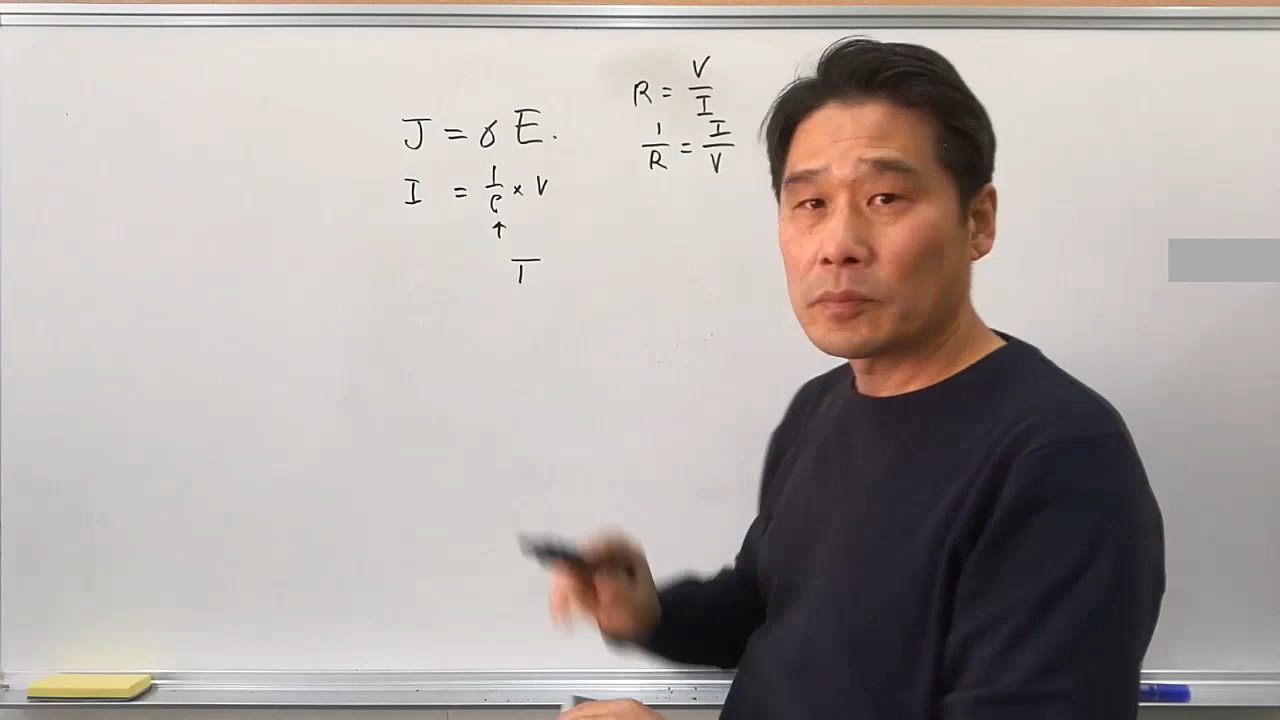 J = σ E.
I = 1/ρ × V
↑
T
R = V/I
1/R = I/V